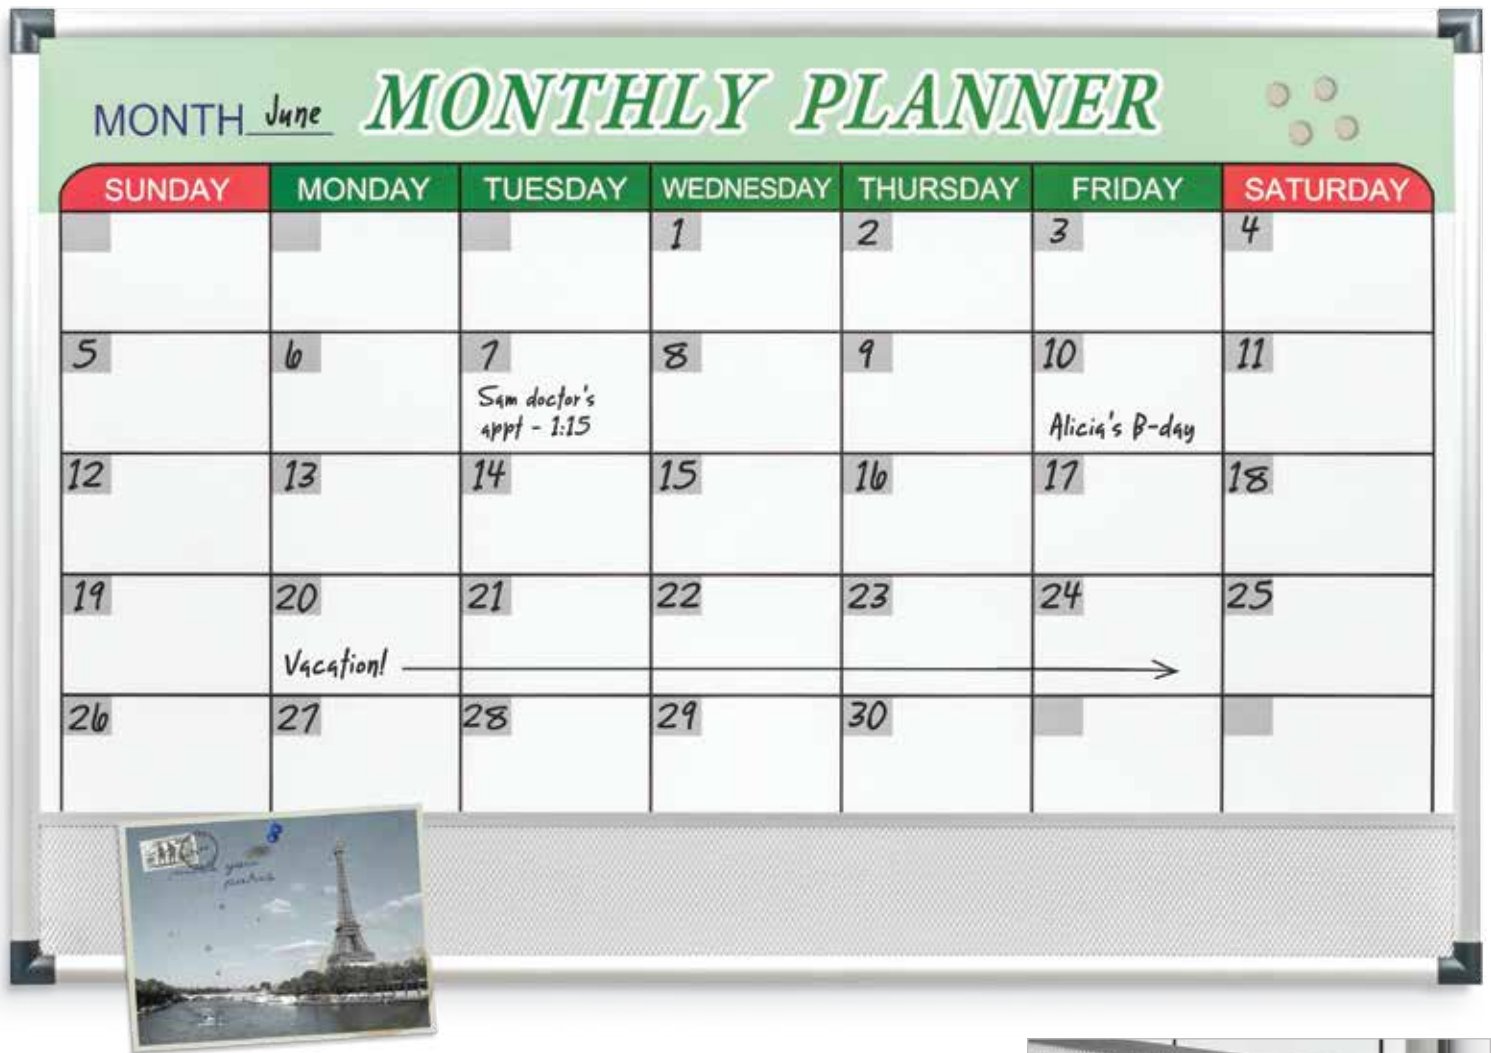 MONTH June MONTHLY PLANNER
SUNDAY MONDAY TUESDAY WEDNESDAY THURSDAY FRIDAY SATURDAY
1 2 3 4
5 6 7 8 9 10 11
Sam doctor's
appt - 1:15
Alicia's B-day
12 13 14 15 16 17 18
19 20 21 22 23 24 25
Vacation!
26 27 28 29 30